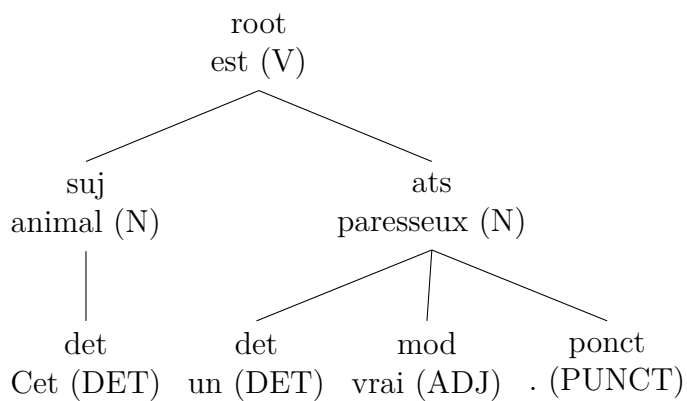 root
est (V)
suj ats
animal (N) paresseux (N)
det det mod ponct
Cet (DET) un (DET) vrai (ADJ) . (PUNCT)